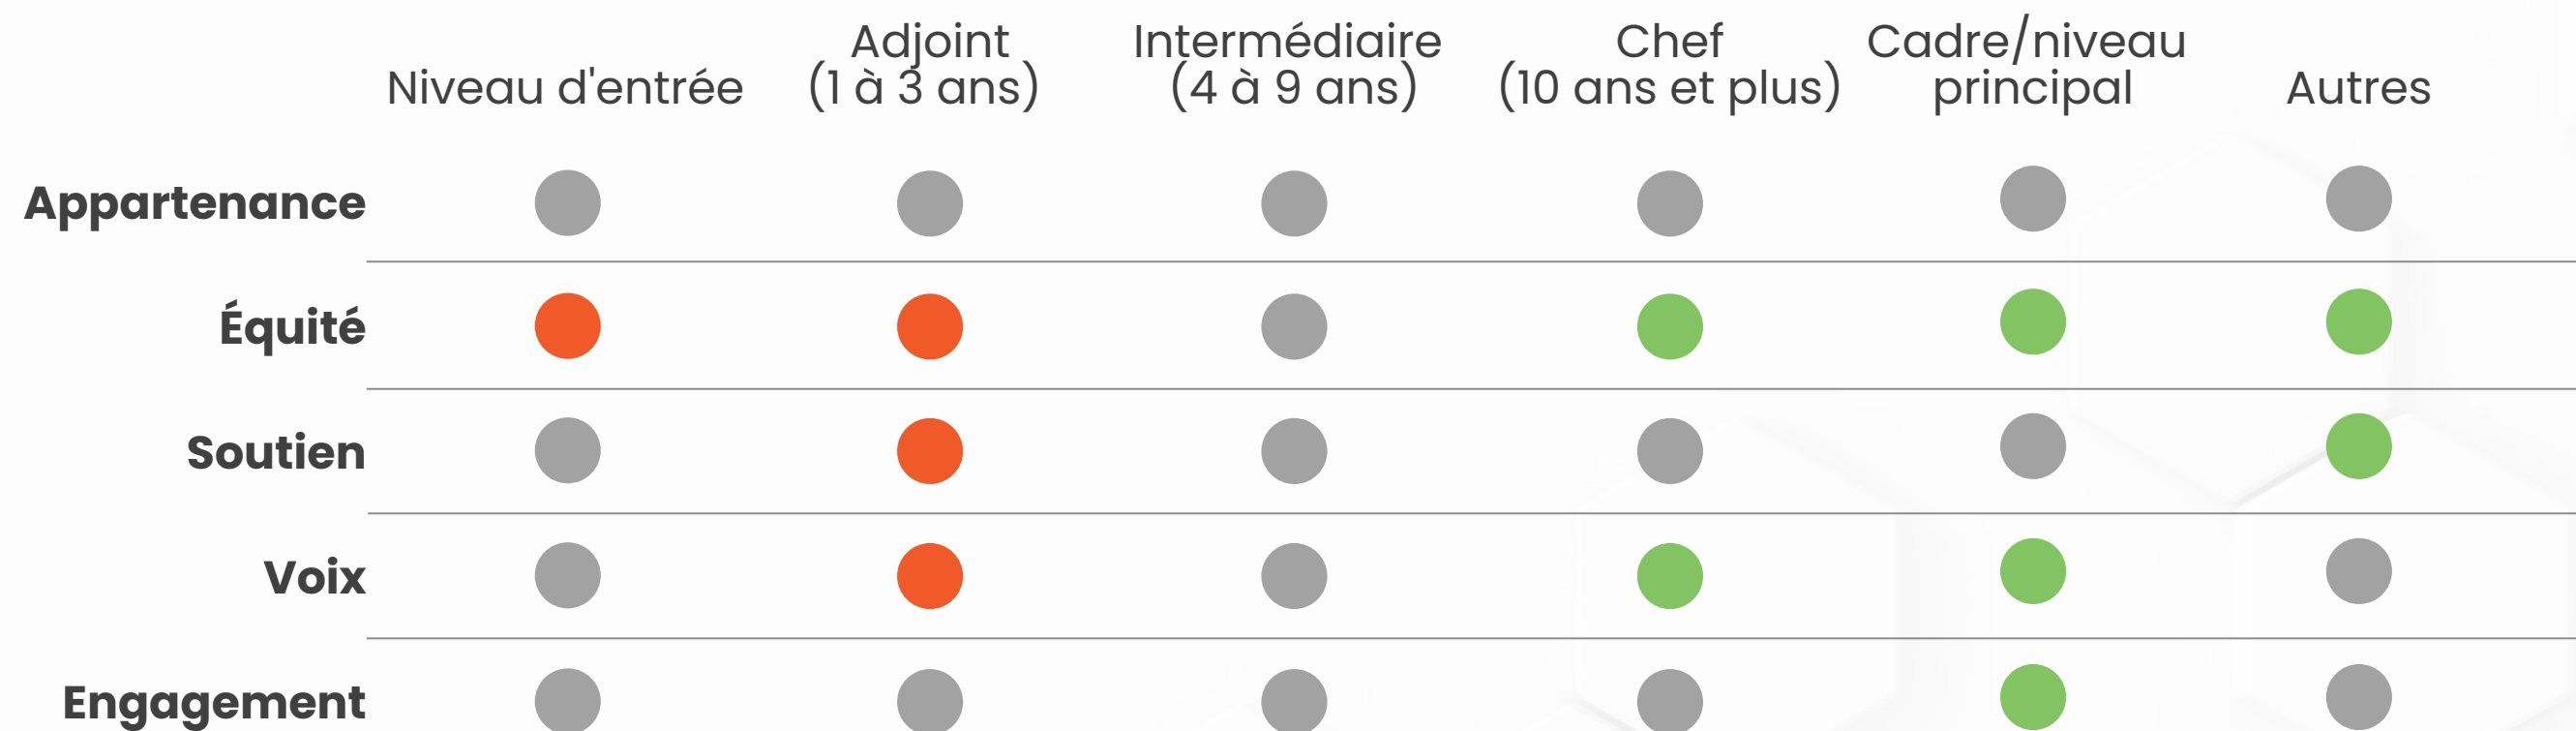 Niveau d'entrée
Adjoint
(1 à 3 ans)
Intermédiaire
(4 à 9 ans)
Chef
(10 ans et plus)
Cadre/niveau
principal
Autres
Appartenance
Équité
Soutien
Voix
Engagement